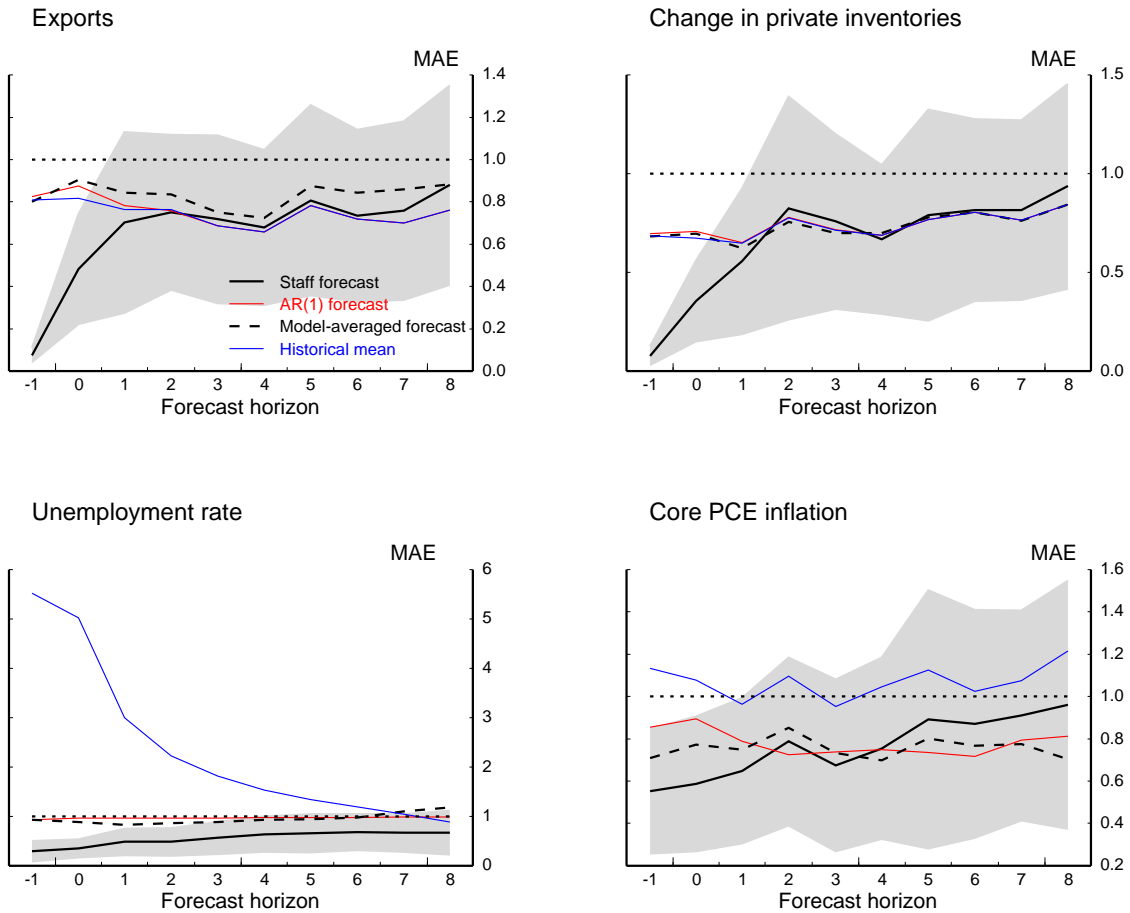 Exports
MAE
1.4
1.2
1.0
0.8
0.6
0.4
0.2
0.0
Staff forecast
AR(1) forecast
Model-averaged forecast
Historical mean
-1 0 1 2 3 4 5 6 7 8
Forecast horizon
Change in private inventories
MAE
1.5
1.0
0.5
0.0
-1 0 1 2 3 4 5 6 7 8
Forecast horizon
Unemployment rate
MAE
6
5
4
3
2
1
0
-1 0 1 2 3 4 5 6 7 8
Forecast horizon
Core PCE inflation
MAE
1.6
1.4
1.2
1.0
0.8
0.6
0.4
0.2
-1 0 1 2 3 4 5 6 7 8
Forecast horizon